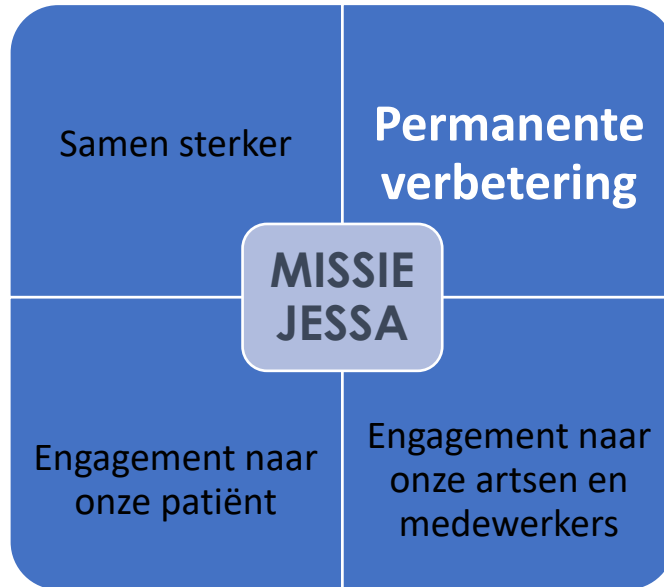 Samen sterker
Permanente
verbetering
MISSIE
JESSA
Engagement naar
onze patiënt
Engagement naar
onze artsen en
medewerkers